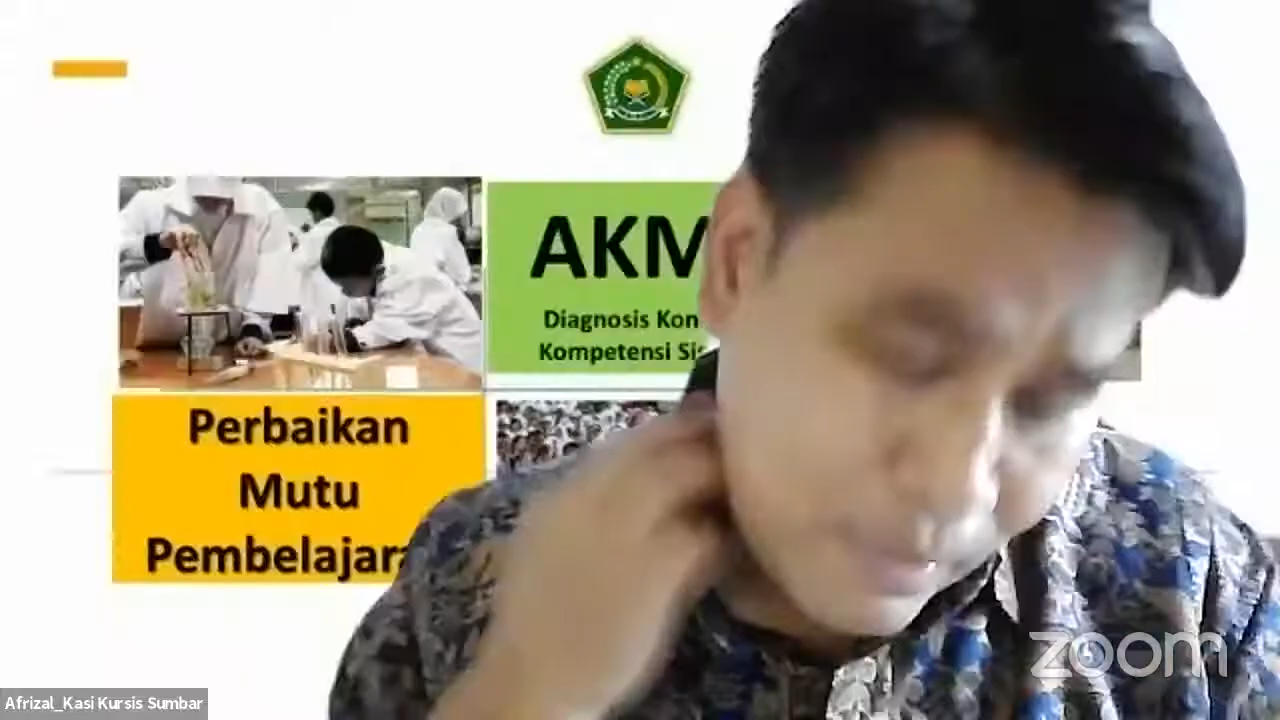 AKM
Diagnosis Kon
Kompetensi Sis
Perbaikan
Mutu
Pembelajara
zoom
Afrizal_Kasi Kursis Sumbar